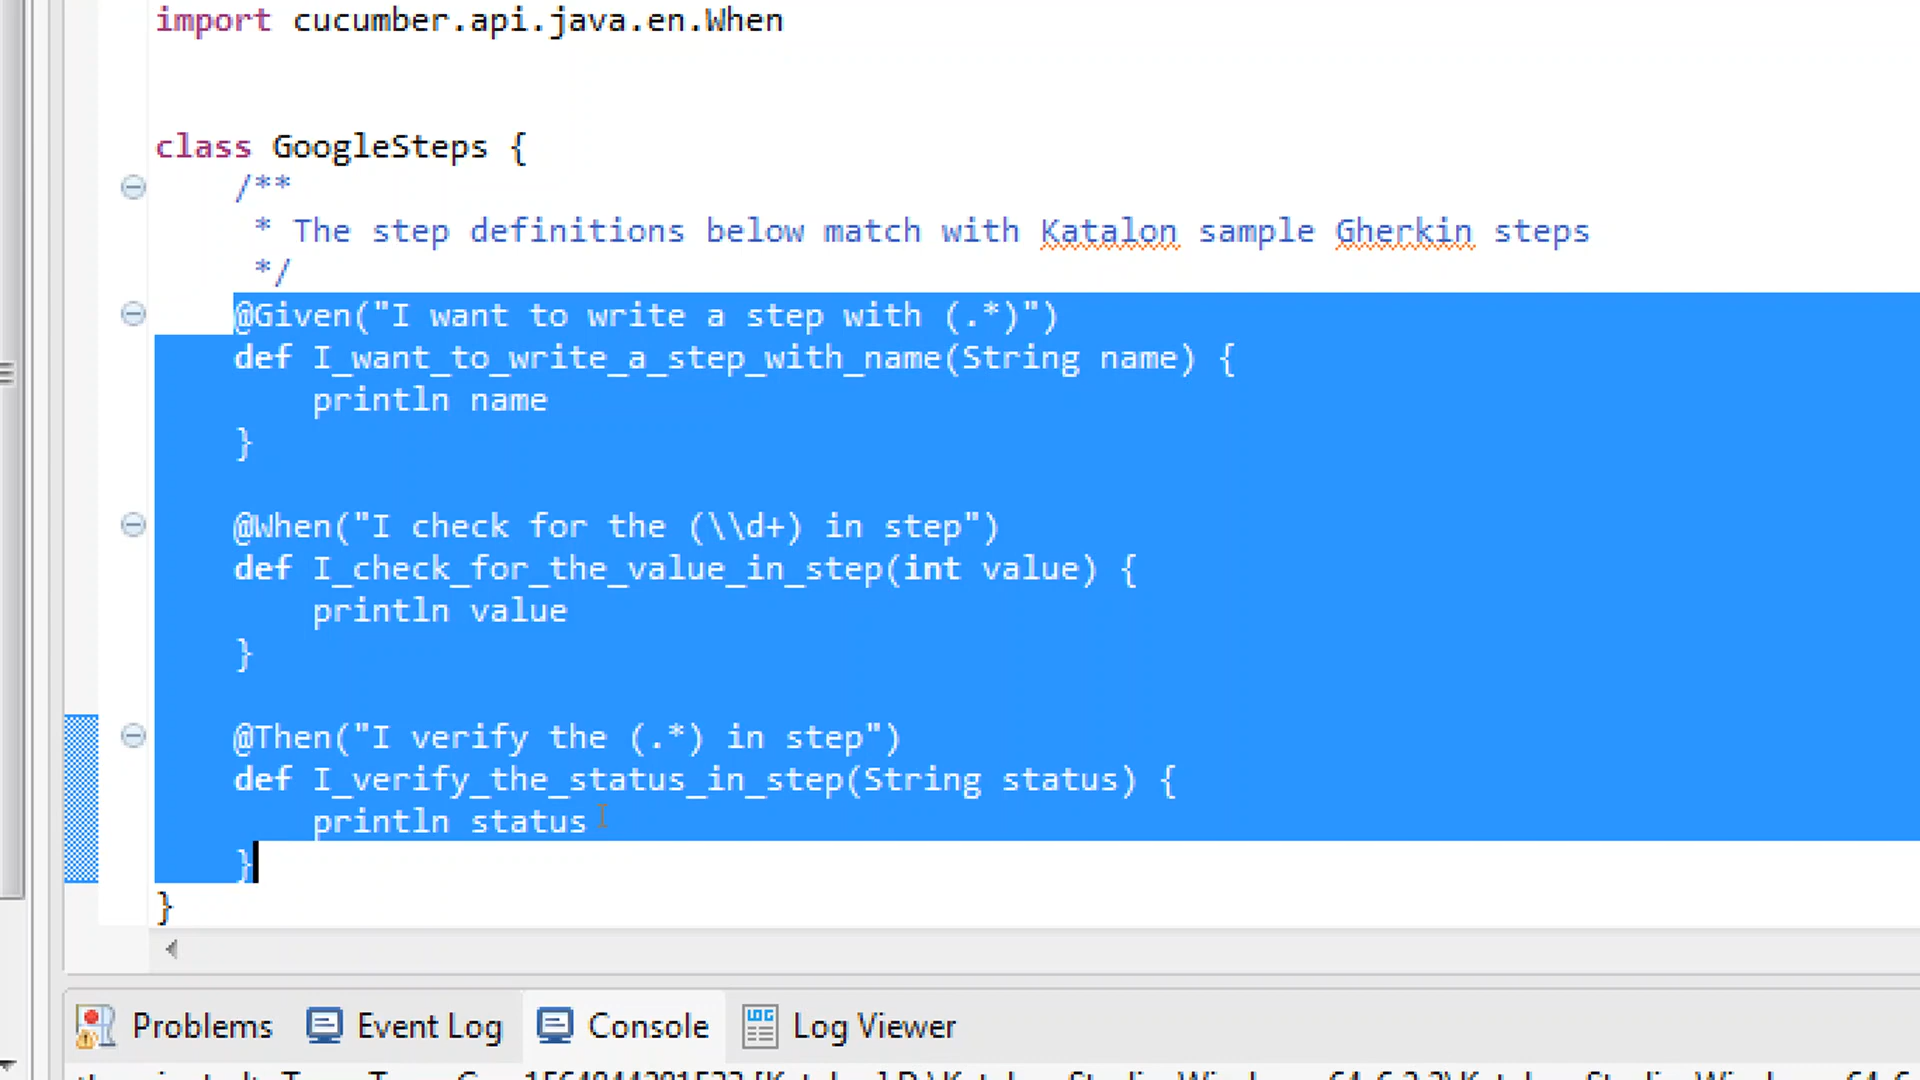 import cucumber.api.java.en.When
class GoogleSteps {
/**
* The step definitions below match with Katalon sample Gherkin steps
*/
@Given("I want to write a step with (.*)")
def I_want_to_write_a_step_with_name(String name) {
println name
}
@When("I check for the (\\d+) in step")
def I_check_for_the_value_in_step(int value) {
println value
}
@Then("I verify the (.*) in step")
def I_verify_the_status_in_step(String status) {
println status
}
}
Problems Event Log Console Log Viewer